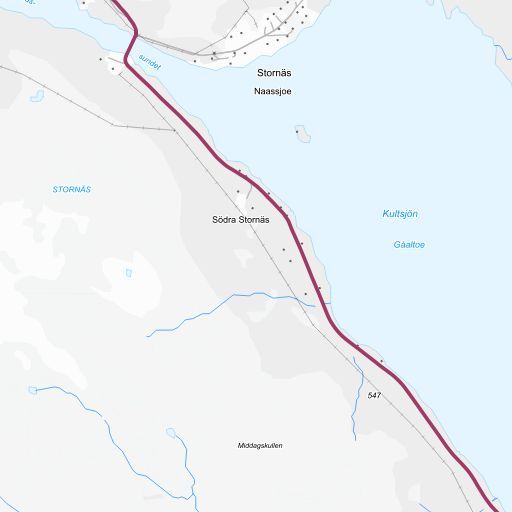 sundet
Stornäs
Naassjoe
STORNÄS
Södra Stornäs
Kultsjön
Gåaltoe
547
Middagskullen